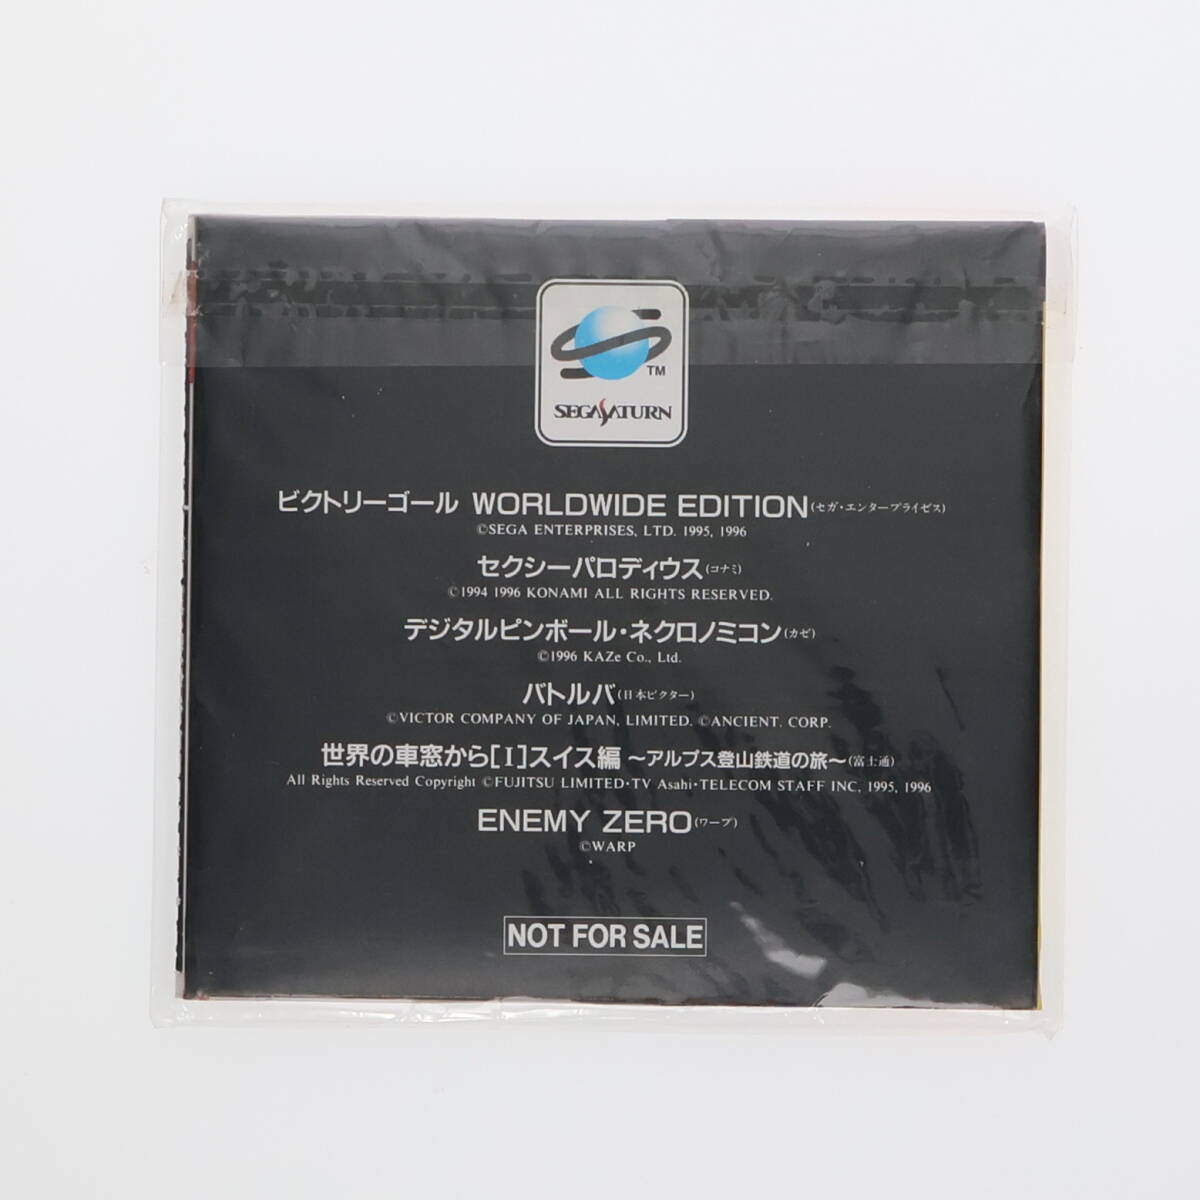 TM
SEGA SATURN
ビクトリーゴール WORLDWIDE EDITION(セガ・エンタープライゼス)
©SEGA ENTERPRISES, LTD. 1995, 1996
セクシーパロディウス(コナミ)
©1994 1996 KONAMI ALL RIGHTS RESERVED.
デジタルピンボール・ネクロノミコン(カゼ)
©1996 KAZe Co., Ltd.
バトルバ(日本ビクター)
©VICTOR COMPANY OF JAPAN, LIMITED. ©ANCIENT. CORP.
世界の車窓から[I]スイス編 〜アルプス登山鉄道の旅〜(富士通)
All Rights Reserved Copyright ©FUJITSU LIMITED・TV Asahi・TELECOM STAFF INC, 1995, 1996
ENEMY ZERO(ワープ)
©WARP
NOT FOR SALE